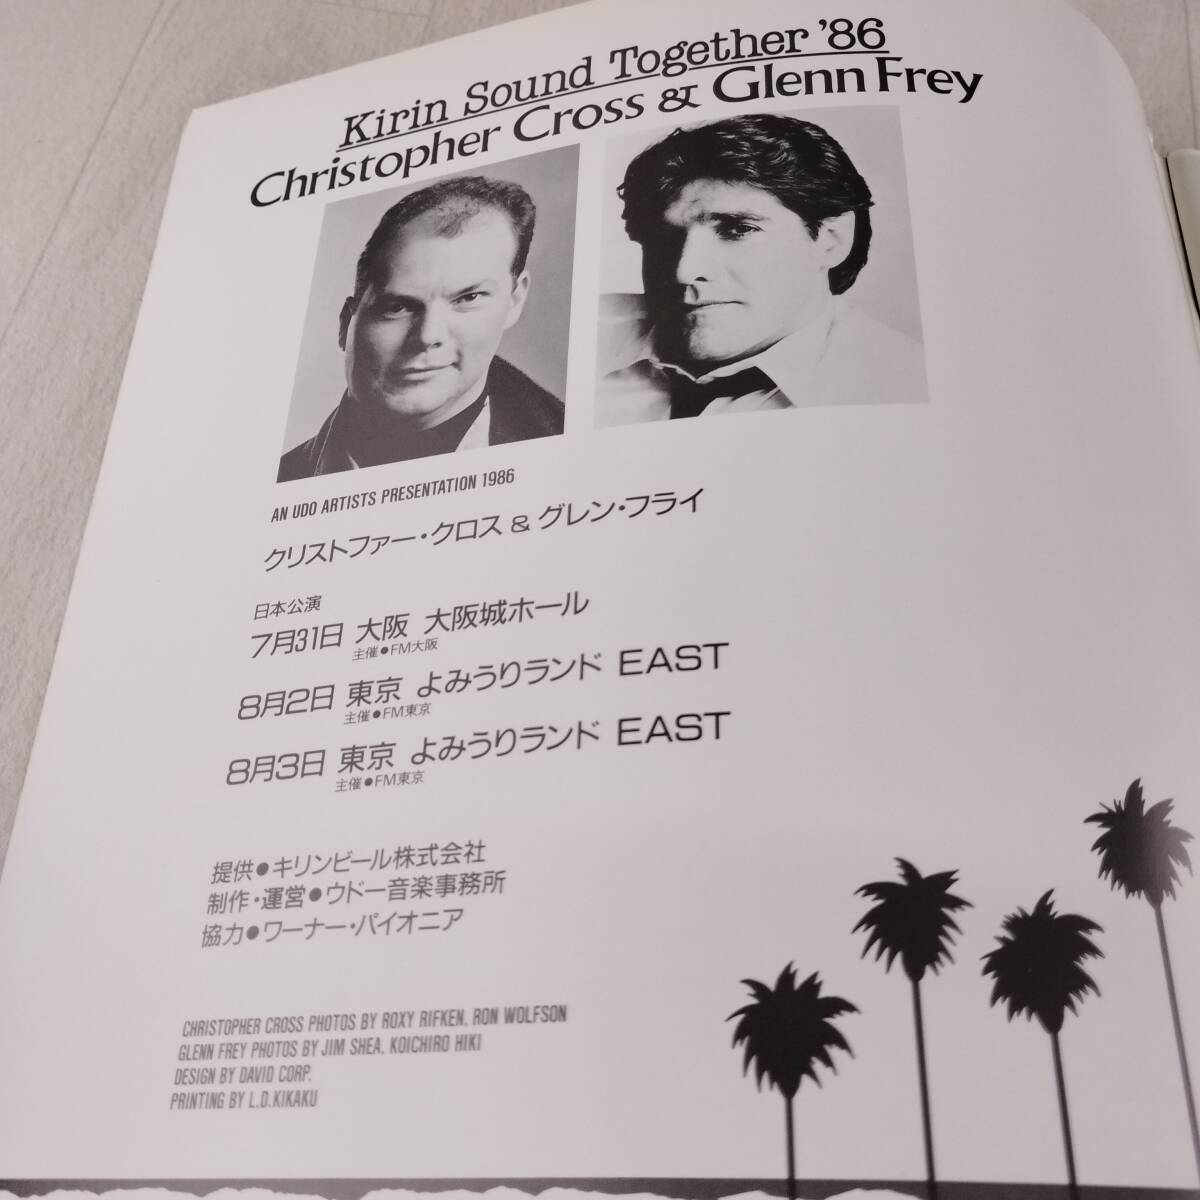 Kirin Sound Together '86
Christopher Cross & Glenn Frey
AN UDO ARTISTS PRESENTATION 1986
クリストファー・クロス & グレン・フライ
日本公演
7月31日 大阪 大阪城ホール
主催●FM大阪
8月2日 東京 よみうりランド EAST
主催●FM東京
8月3日 東京 よみうりランド EAST
主催●FM東京
提供●キリンビール株式会社
制作・運営●ウドー音楽事務所
協力●ワーナー・パイオニア
CHRISTOPHER CROSS PHOTOS BY ROXY RIFKEN, RON WOLFSON
GLENN FREY PHOTOS BY JIM SHEA, KOICHIRO HIKI
DESIGN BY DAVID CORP.
PRINTING BY L.D.KIKAKU